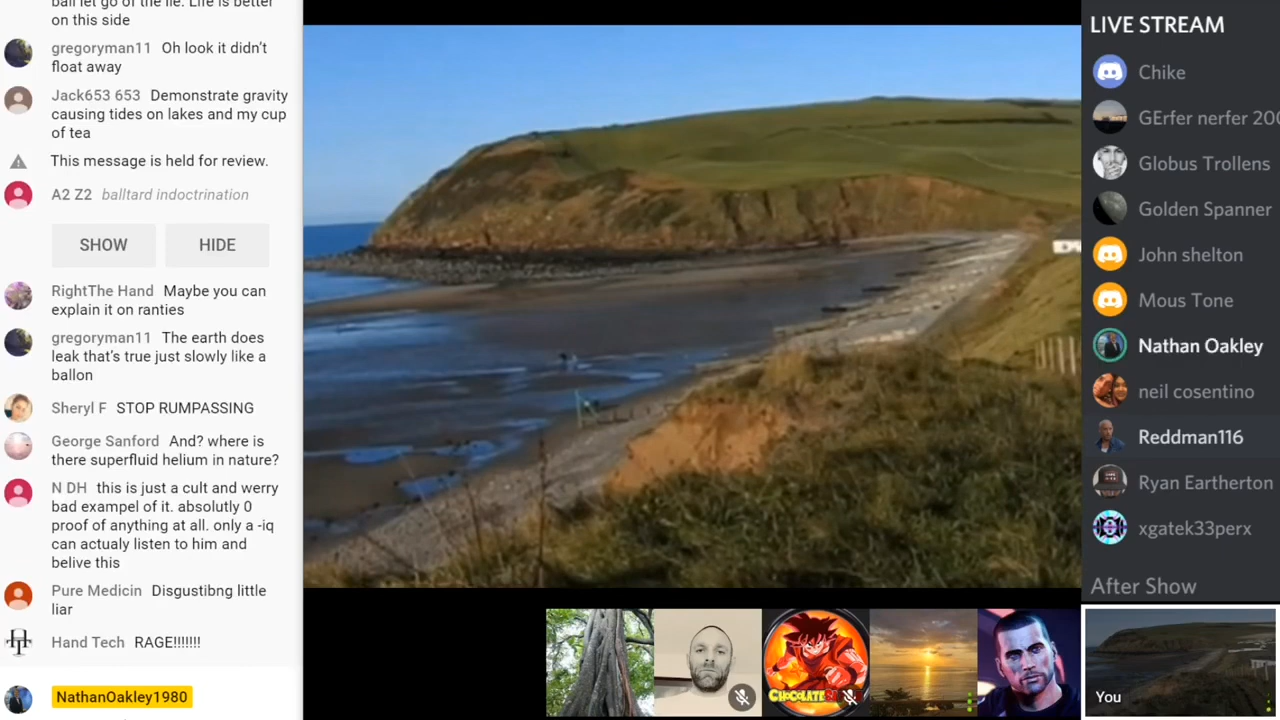 ball let go of the lie. Life is better
on this side
gregoryman11 Oh look it didn't
float away
Jack653 653 Demonstrate gravity
causing tides on lakes and my cup
of tea
This message is held for review.
A2 Z2 balltard indoctrination
SHOW HIDE
RightThe Hand Maybe you can
explain it on ranties
gregoryman11 The earth does
leak that's true just slowly like a
ballon
Sheryl F STOP RUMPASSING
George Sanford And? where is
there superfluid helium in nature?
N DH this is just a cult and werry
bad exampel of it. absolutly 0
proof of anything at all. only a -iq
can actualy listen to him and
belive this
Pure Medicin Disgustibng little
liar
Hand Tech RAGE!!!!!!!
NathanOakley1980
LIVE STREAM
Chike
GErfer nerfer 200
Globus Trollens
Golden Spanner
John shelton
Mous Tone
Nathan Oakley
neil cosentino
Reddman116
Ryan Eartherton
xgatek33perx
After Show
You